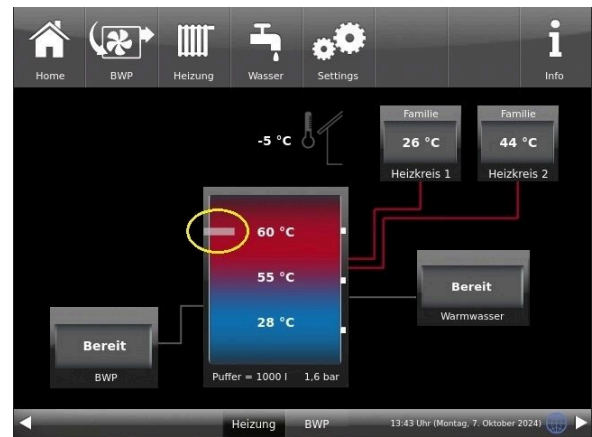 Home BWP Heizung Wasser Settings Info
Familie Familie
-5 °C 26 °C 44 °C
Heizkreis 1 Heizkreis 2
60 °C
55 °C
Bereit
Warmwasser
28 °C
Bereit
BWP
Puffer = 1000 l 1,6 bar
Heizung BWP 13:43 Uhr (Montag, 7. Oktober 2024)